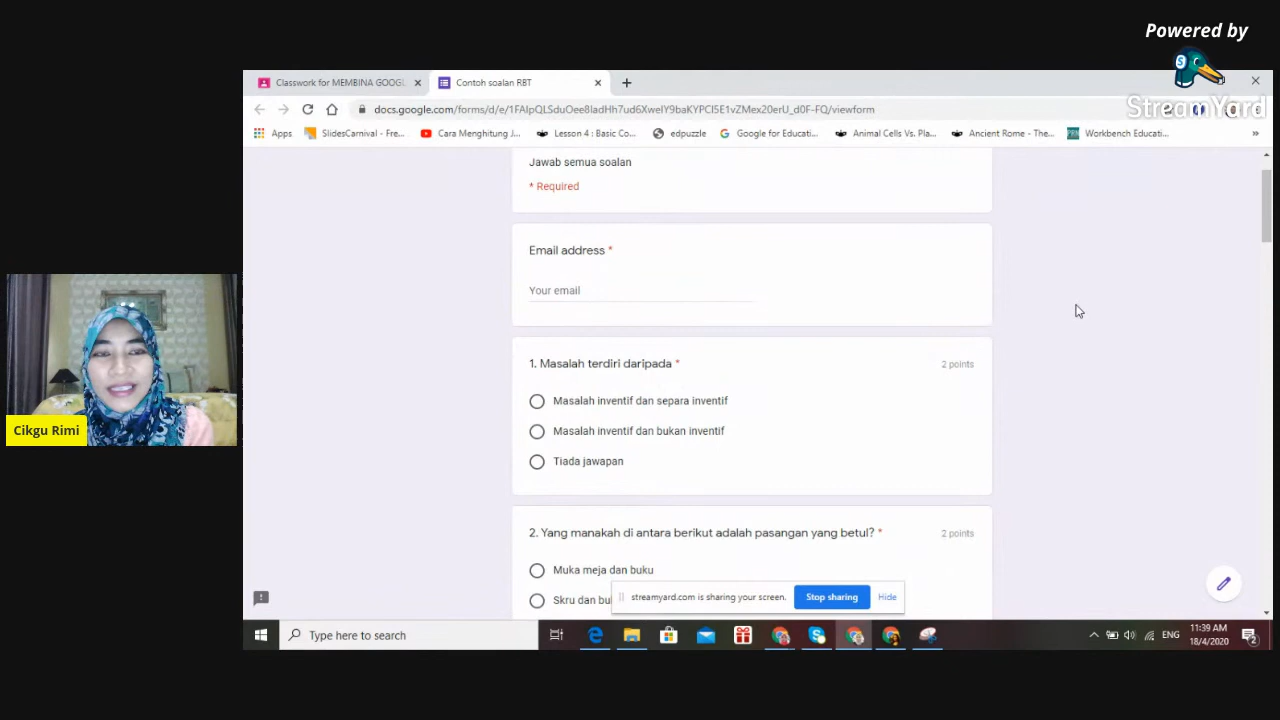 Powered by
StreamYard
Classwork for MEMBINA GOOGL
Contoh soalan RBT
docs.google.com/forms/d/e/1FAIpQLSduOee8ladHh7ud6XwelY9baKYPCl5E1vZMex20erU_d0F-FQ/viewform
Apps
SlidesCarnival - Fre...
Cara Menghitung J...
Lesson 4 : Basic Co...
edpuzzle
Google for Educati...
Animal Cells Vs. Pla...
Ancient Rome - The...
Workbench Educati...
Jawab semua soalan
* Required
Email address *
Your email
1. Masalah terdiri daripada *
2 points
Masalah inventif dan separa inventif
Masalah inventif dan bukan inventif
Tiada jawapan
2. Yang manakah di antara berikut adalah pasangan yang betul? *
2 points
Muka meja dan buku
Skru dan bu
streamyard.com is sharing your screen.
Stop sharing
Hide
Cikgu Rimi
Type here to search
ENG
11:39 AM
18/4/2020
2